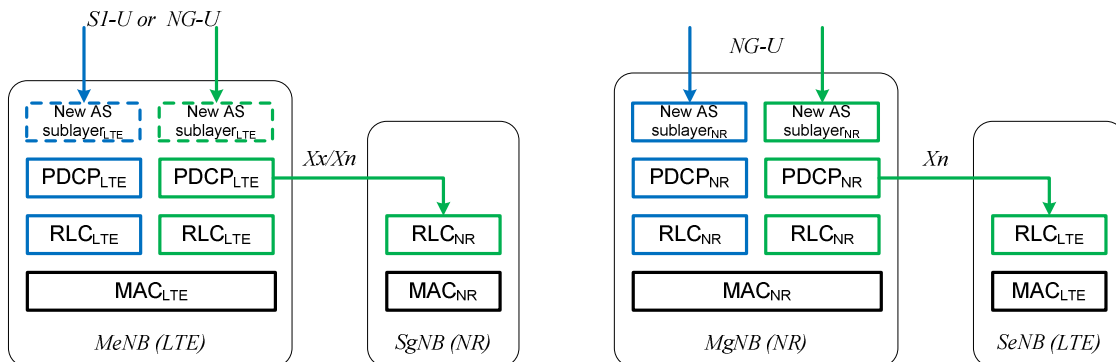 S1-U or NG-U
New AS
sublayerLTE
New AS
sublayerLTE
PDCPLTE
PDCPLTE
Xx/Xn
RLCLTE
RLCLTE
RLCNR
MACLTE
MACNR
MeNB (LTE)
SgNB (NR)
NG-U
New AS
sublayerNR
New AS
sublayerNR
PDCPNR
PDCPNR
Xn
RLCNR
RLCNR
RLCLTE
MACNR
MACLTE
MgNB (NR)
SeNB (LTE)